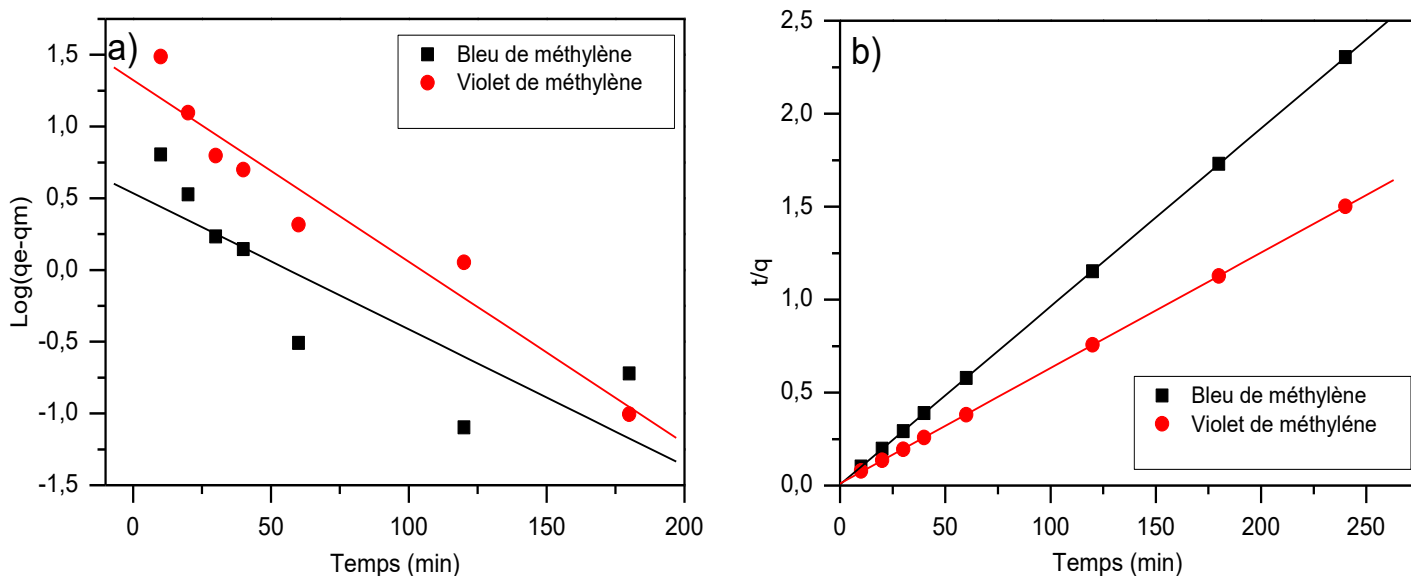 a)
Bleu de méthylène
Violet de méthylène
1,5
1,0
0,5
0,0
-0,5
-1,0
-1,5
Log(qe-qm)
0
50
100
150
200
Temps (min)
b)
2,5
2,0
1,5
1,0
0,5
0,0
t/q
Bleu de méthylène
Violet de méthyléne
0
50
100
150
200
250
Temps (min)